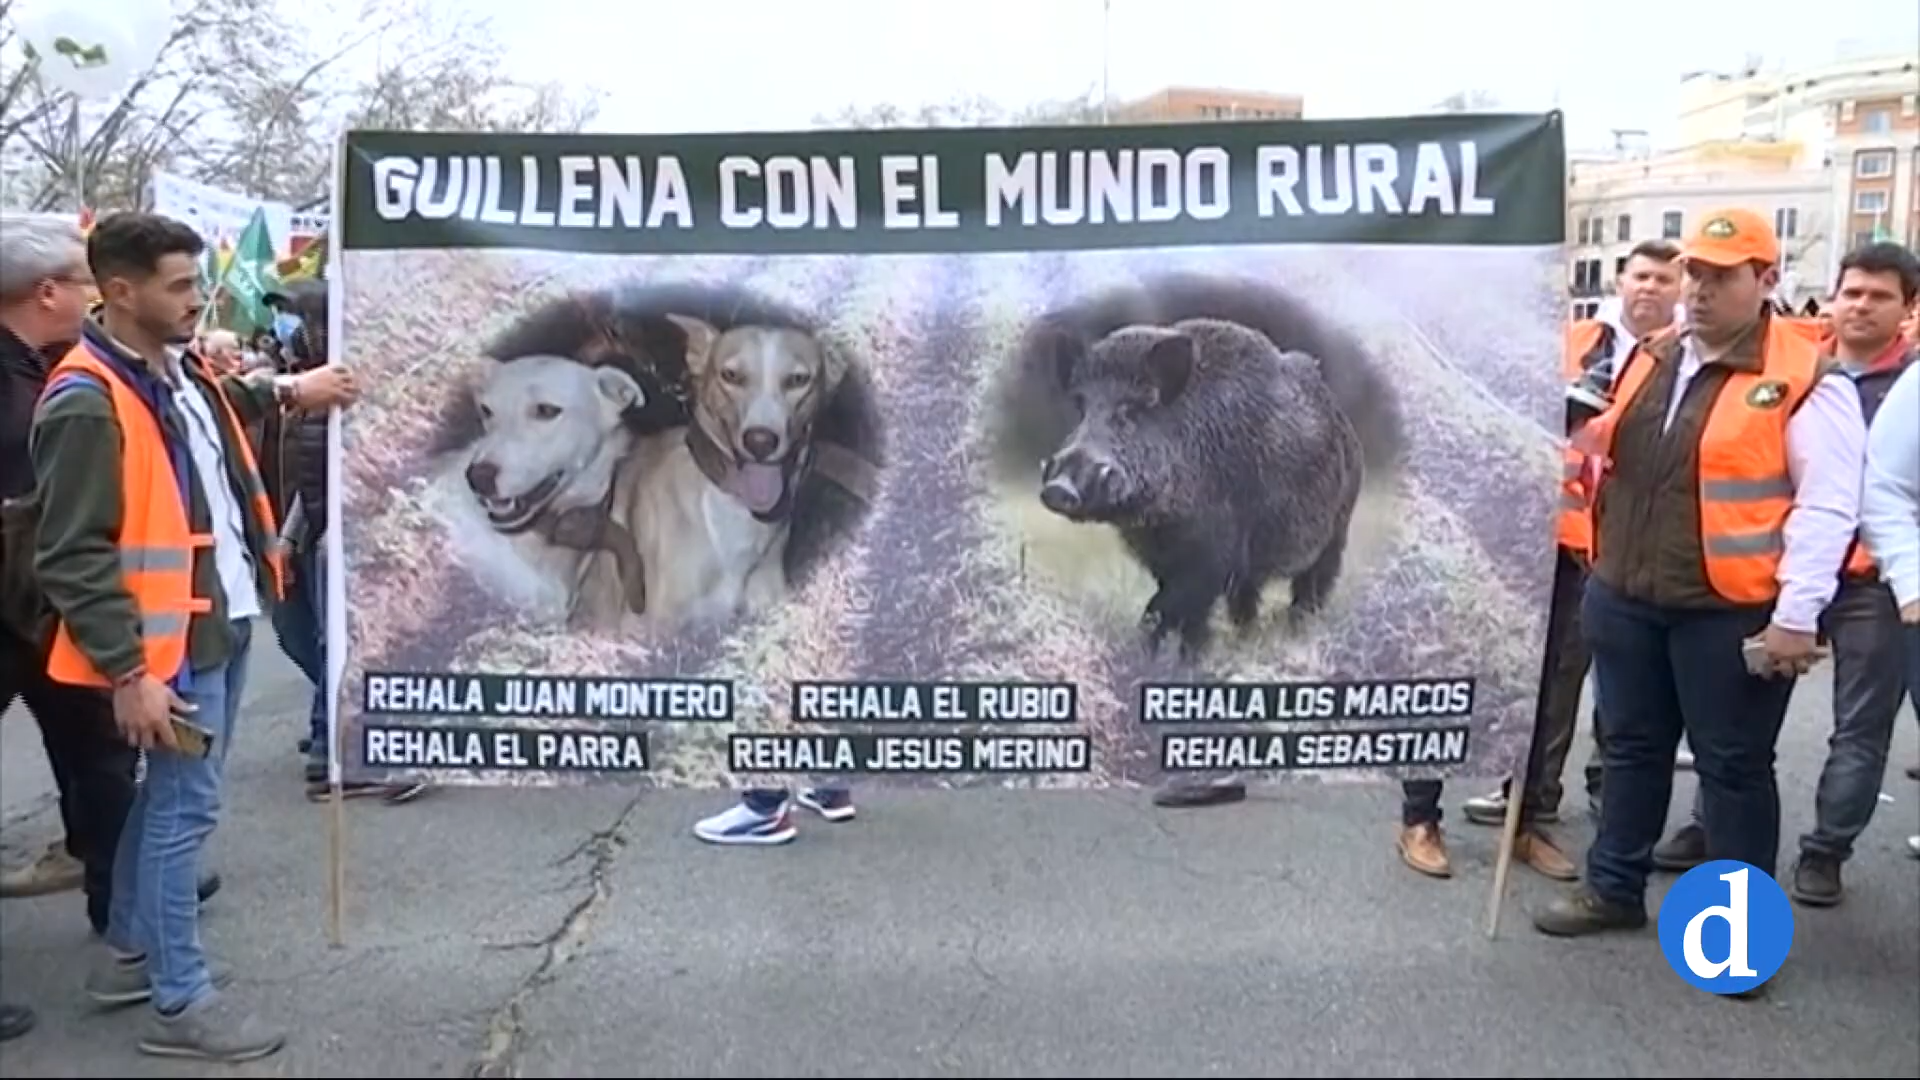 GUILLENA CON EL MUNDO RURAL
REHALA JUAN MONTERO REHALA EL RUBIO REHALA LOS MARCOS
REHALA EL PARRA REHALA JESUS MERINO REHALA SEBASTIAN
d